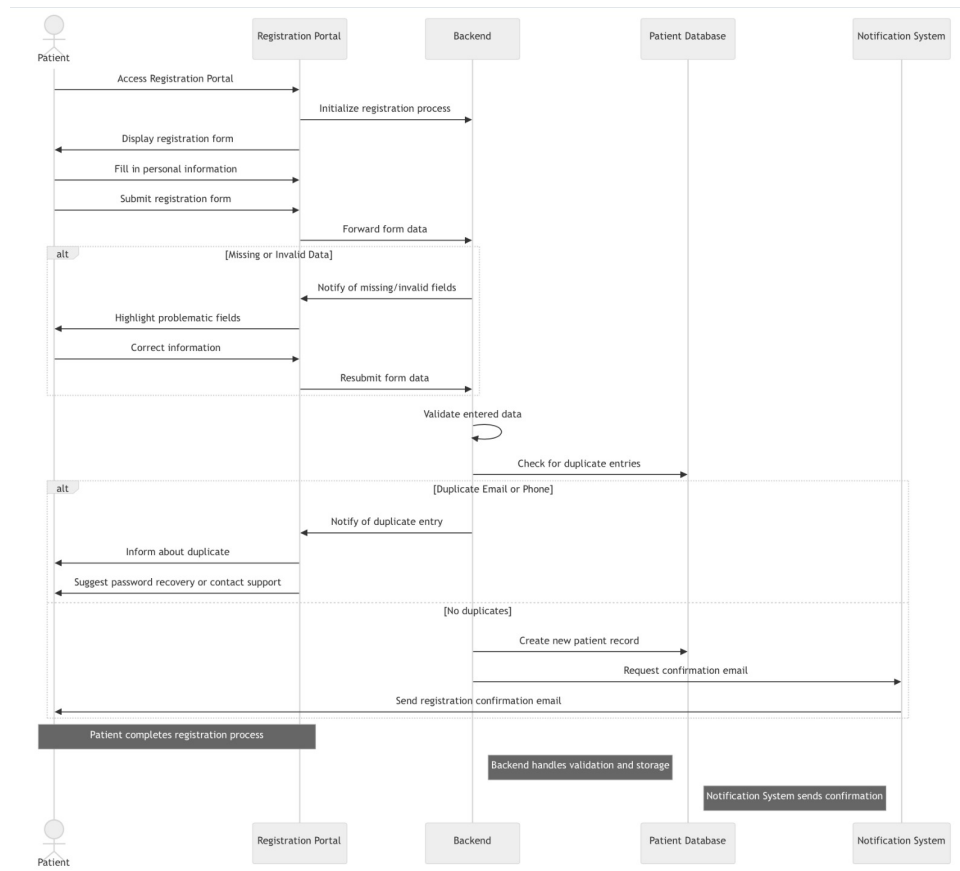 Patient
Registration Portal
Backend
Patient Database
Notification System
Access Registration Portal
Initialize registration process
Display registration form
Fill in personal information
Submit registration form
Forward form data
alt
[Missing or Invalid Data]
Notify of missing/invalid fields
Highlight problematic fields
Correct information
Resubmit form data
Validate entered data
Check for duplicate entries
alt
[Duplicate Email or Phone]
Notify of duplicate entry
Inform about duplicate
Suggest password recovery or contact support
[No duplicates]
Create new patient record
Request confirmation email
Send registration confirmation email
Patient completes registration process
Backend handles validation and storage
Notification System sends confirmation
Patient
Registration Portal
Backend
Patient Database
Notification System